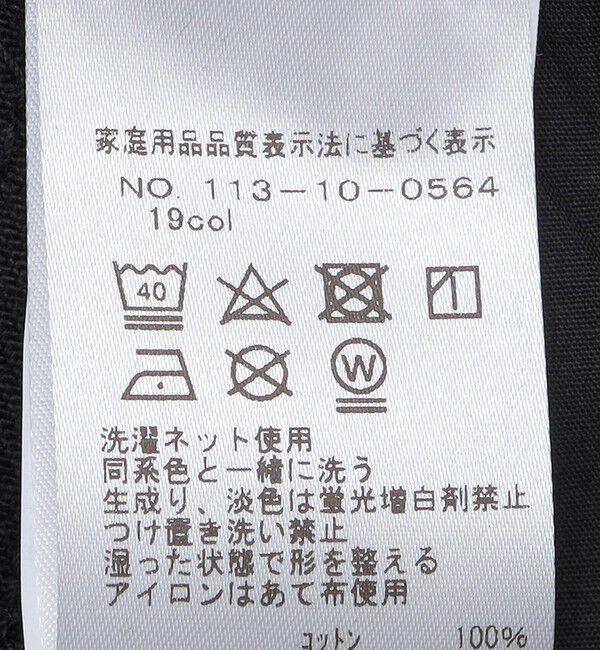 家庭用品品質表示法に基づく表示
NO. 113-10-0564
19col
40
W
洗濯ネット使用
同系色と一緒に洗う
生成り、淡色は蛍光増白剤禁止
つけ置き洗い禁止
湿った状態で形を整える
アイロンはあて布使用
コットン 100%